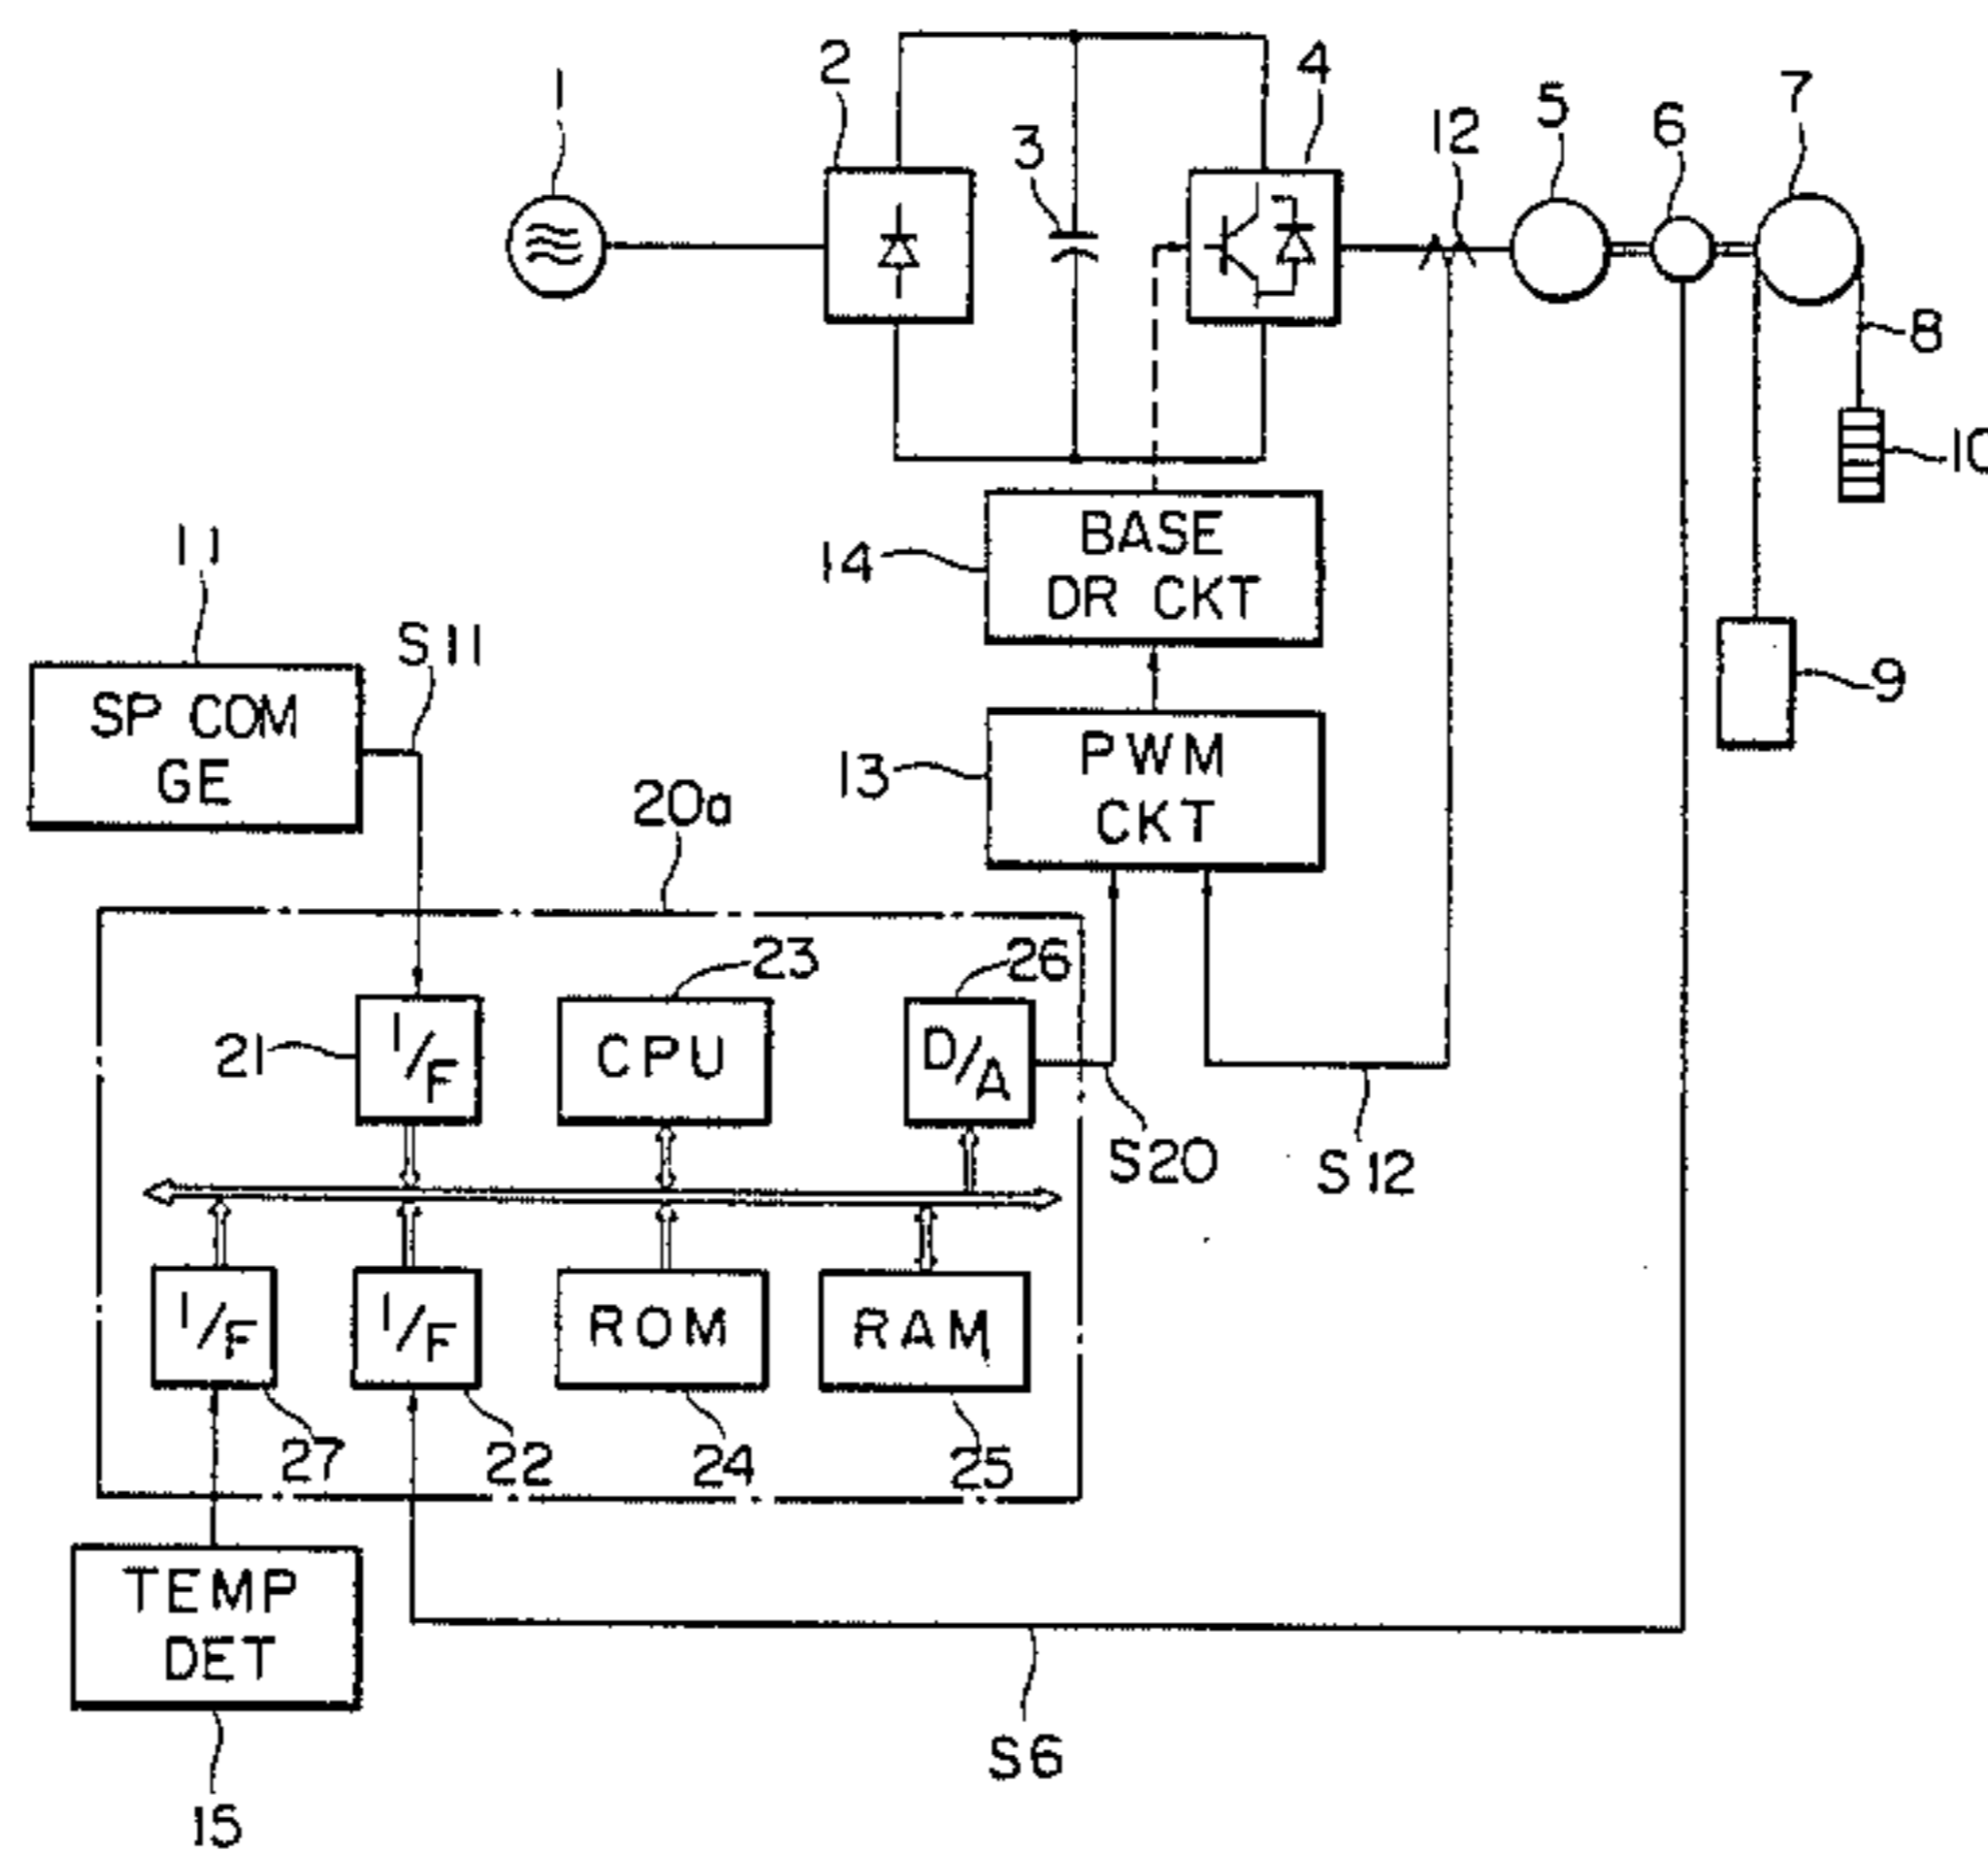 1
2
3
4
12
5
6
7
8
10
9
11
S11
SP COM
GE
14
BASE
DR CKT
13
PWM
CKT
20a
21
I/F
23
CPU
26
D/A
S20
S12
I/F
27
I/F
22
ROM
24
RAM
25
TEMP
DET
15
S6